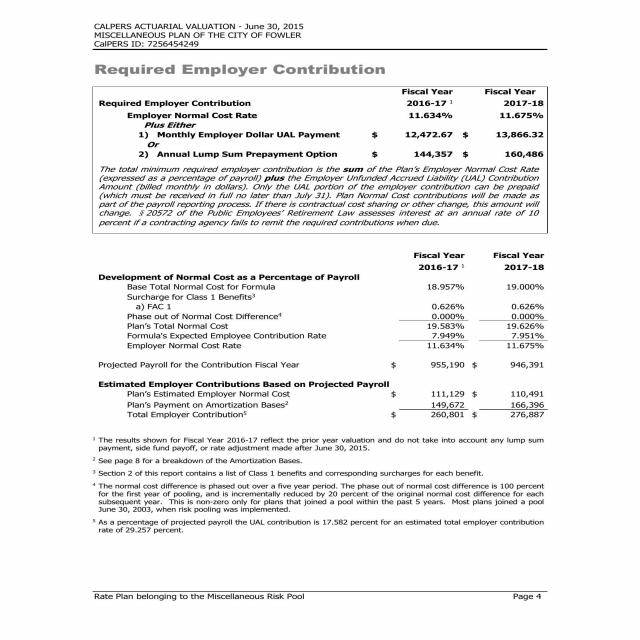 CALPERS ACTUARIAL VALUATION - June 30, 2015
MISCELLANEOUS PLAN OF THE CITY OF FOWLER
CalPERS ID: 7256454249
Required Employer Contribution
Fiscal Year Fiscal Year
Required Employer Contribution 2016-17 1 2017-18
Employer Normal Cost Rate 11.634% 11.675%
Plus Either
1) Monthly Employer Dollar UAL Payment $ 12,472.67 $ 13,866.32
Or
2) Annual Lump Sum Prepayment Option $ 144,357 $ 160,486
The total minimum required employer contribution is the sum of the Plan's Employer Normal Cost Rate
(expressed as a percentage of payroll) plus the Employer Unfunded Accrued Liability (UAL) Contribution
Amount (billed monthly in dollars). Only the UAL portion of the employer contribution can be prepaid
(which must be received in full no later than July 31). Plan Normal Cost contributions will be made as
part of the payroll reporting process. If there is contractual cost sharing or other change, this amount will
change. § 20572 of the Public Employees' Retirement Law assesses interest at an annual rate of 10
percent if a contracting agency fails to remit the required contributions when due.
Fiscal Year Fiscal Year
2016-17 1 2017-18
Development of Normal Cost as a Percentage of Payroll
Base Total Normal Cost for Formula 18.957% 19.000%
Surcharge for Class 1 Benefits3
a) FAC 1 0.626% 0.626%
Phase out of Normal Cost Difference4 0.000% 0.000%
Plan's Total Normal Cost 19.583% 19.626%
Formula's Expected Employee Contribution Rate 7.949% 7.951%
Employer Normal Cost Rate 11.634% 11.675%
Projected Payroll for the Contribution Fiscal Year $ 955,190 $ 946,391
Estimated Employer Contributions Based on Projected Payroll
Plan's Estimated Employer Normal Cost $ 111,129 $ 110,491
Plan's Payment on Amortization Bases2 149,672 166,396
Total Employer Contribution5 $ 260,801 $ 276,887
1 The results shown for Fiscal Year 2016-17 reflect the prior year valuation and do not take into account any lump sum
payment, side fund payoff, or rate adjustment made after June 30, 2015.
2 See page 8 for a breakdown of the Amortization Bases.
3 Section 2 of this report contains a list of Class 1 benefits and corresponding surcharges for each benefit.
4 The normal cost difference is phased out over a five year period. The phase out of normal cost difference is 100 percent
for the first year of pooling, and is incrementally reduced by 20 percent of the original normal cost difference for each
subsequent year. This is non-zero only for plans that joined a pool within the past 5 years. Most plans joined a pool
June 30, 2003, when risk pooling was implemented.
5 As a percentage of projected payroll the UAL contribution is 17.582 percent for an estimated total employer contribution
rate of 29.257 percent.
Rate Plan belonging to the Miscellaneous Risk Pool Page 4